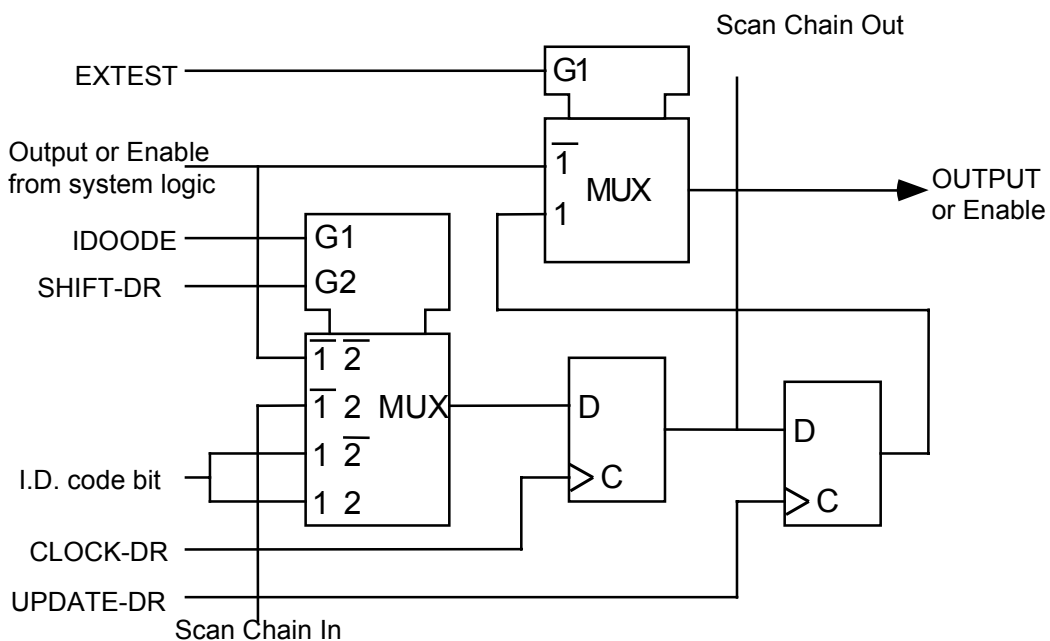 Scan Chain Out
EXTEST
G1
Output or Enable
from system logic
1
MUX
1
OUTPUT
or Enable
IDOODE
G1
SHIFT-DR
G2
1 2
1 2 MUX
1 2
1 2
D
C
D
C
I.D. code bit
CLOCK-DR
UPDATE-DR
Scan Chain In